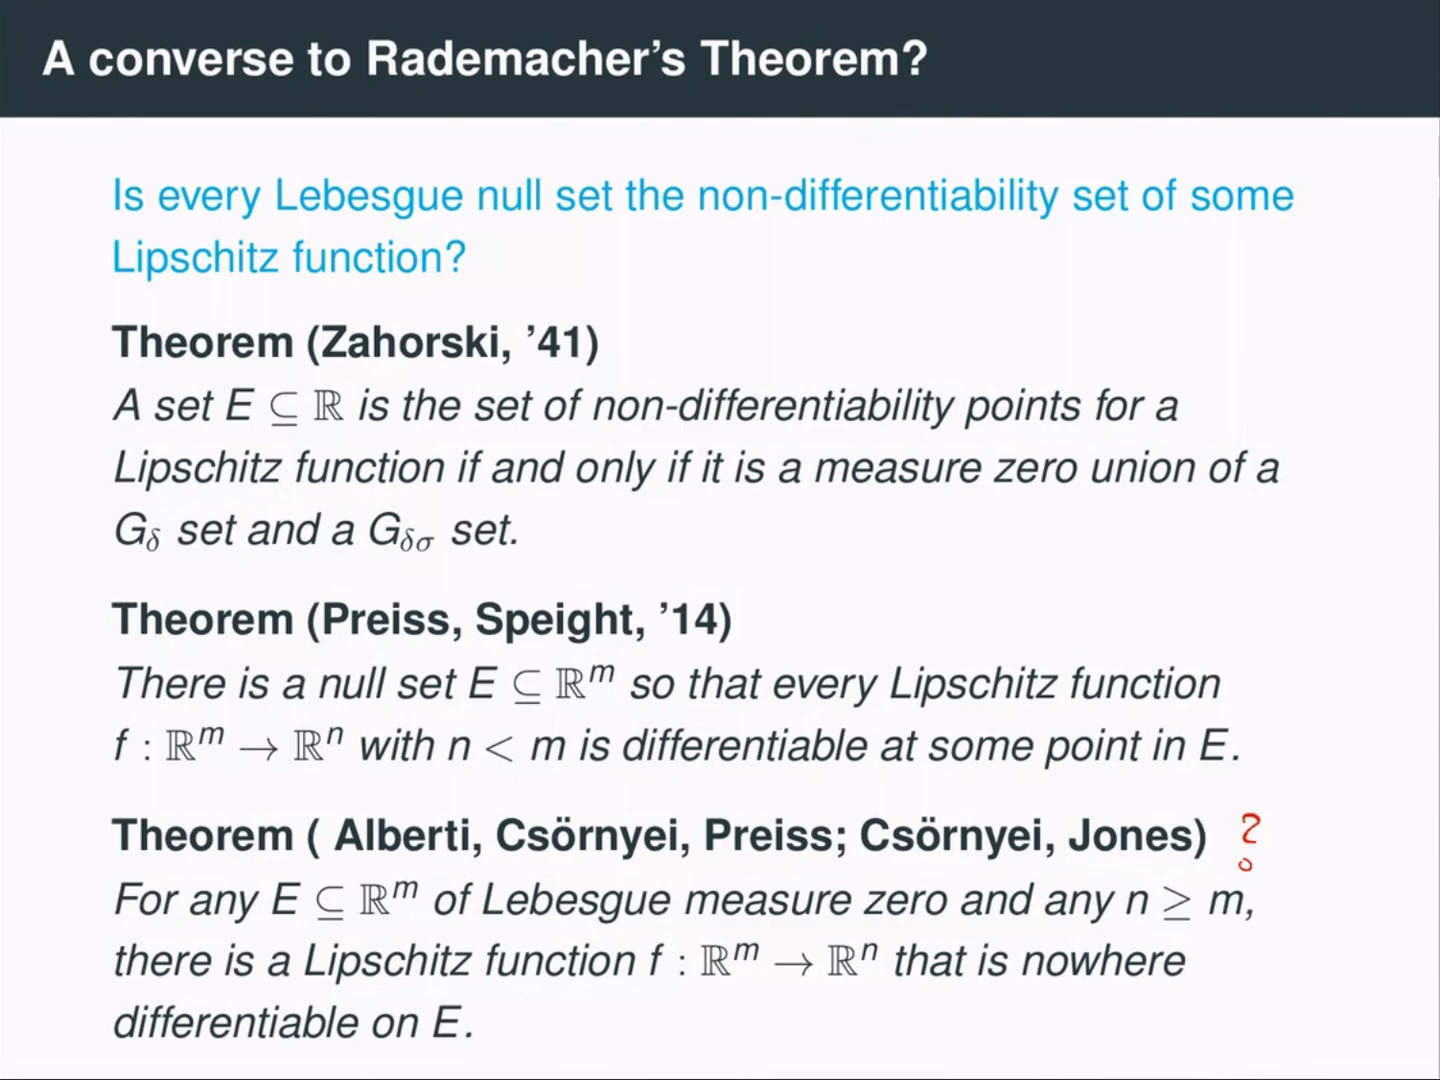 A converse to Rademacher's Theorem?
Is every Lebesgue null set the non-differentiability set of some
Lipschitz function?
Theorem (Zahorski, '41)
A set E ⊆ ℝ is the set of non-differentiability points for a
Lipschitz function if and only if it is a measure zero union of a
G_δ set and a G_δσ set.
Theorem (Preiss, Speight, '14)
There is a null set E ⊆ ℝ^m so that every Lipschitz function
f : ℝ^m → ℝ^n with n < m is differentiable at some point in E.
Theorem ( Alberti, Csörnyei, Preiss; Csörnyei, Jones) ?
For any E ⊆ ℝ^m of Lebesgue measure zero and any n ≥ m,
there is a Lipschitz function f : ℝ^m → ℝ^n that is nowhere
differentiable on E.